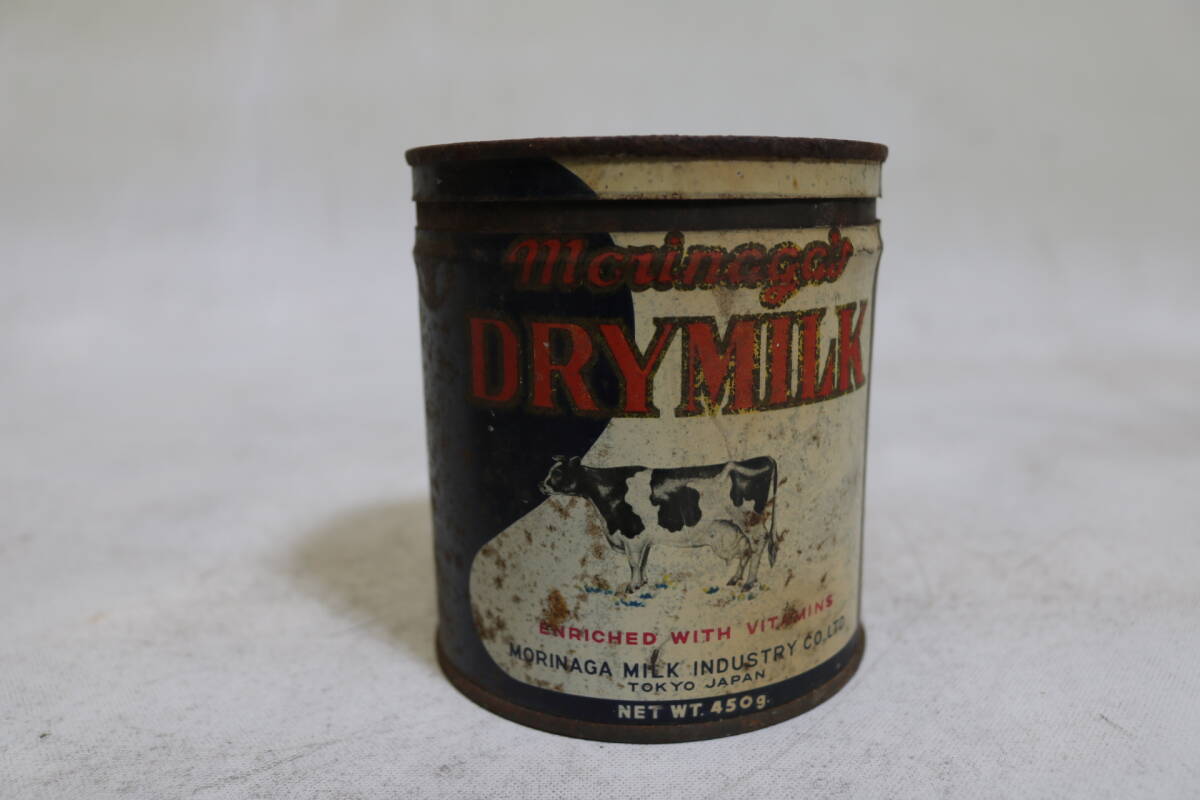 Morinaga's
DRYMILK
ENRICHED WITH VITAMINS
MORINAGA MILK INDUSTRY CO.,LTD.
TOKYO JAPAN
NET WT. 450g.